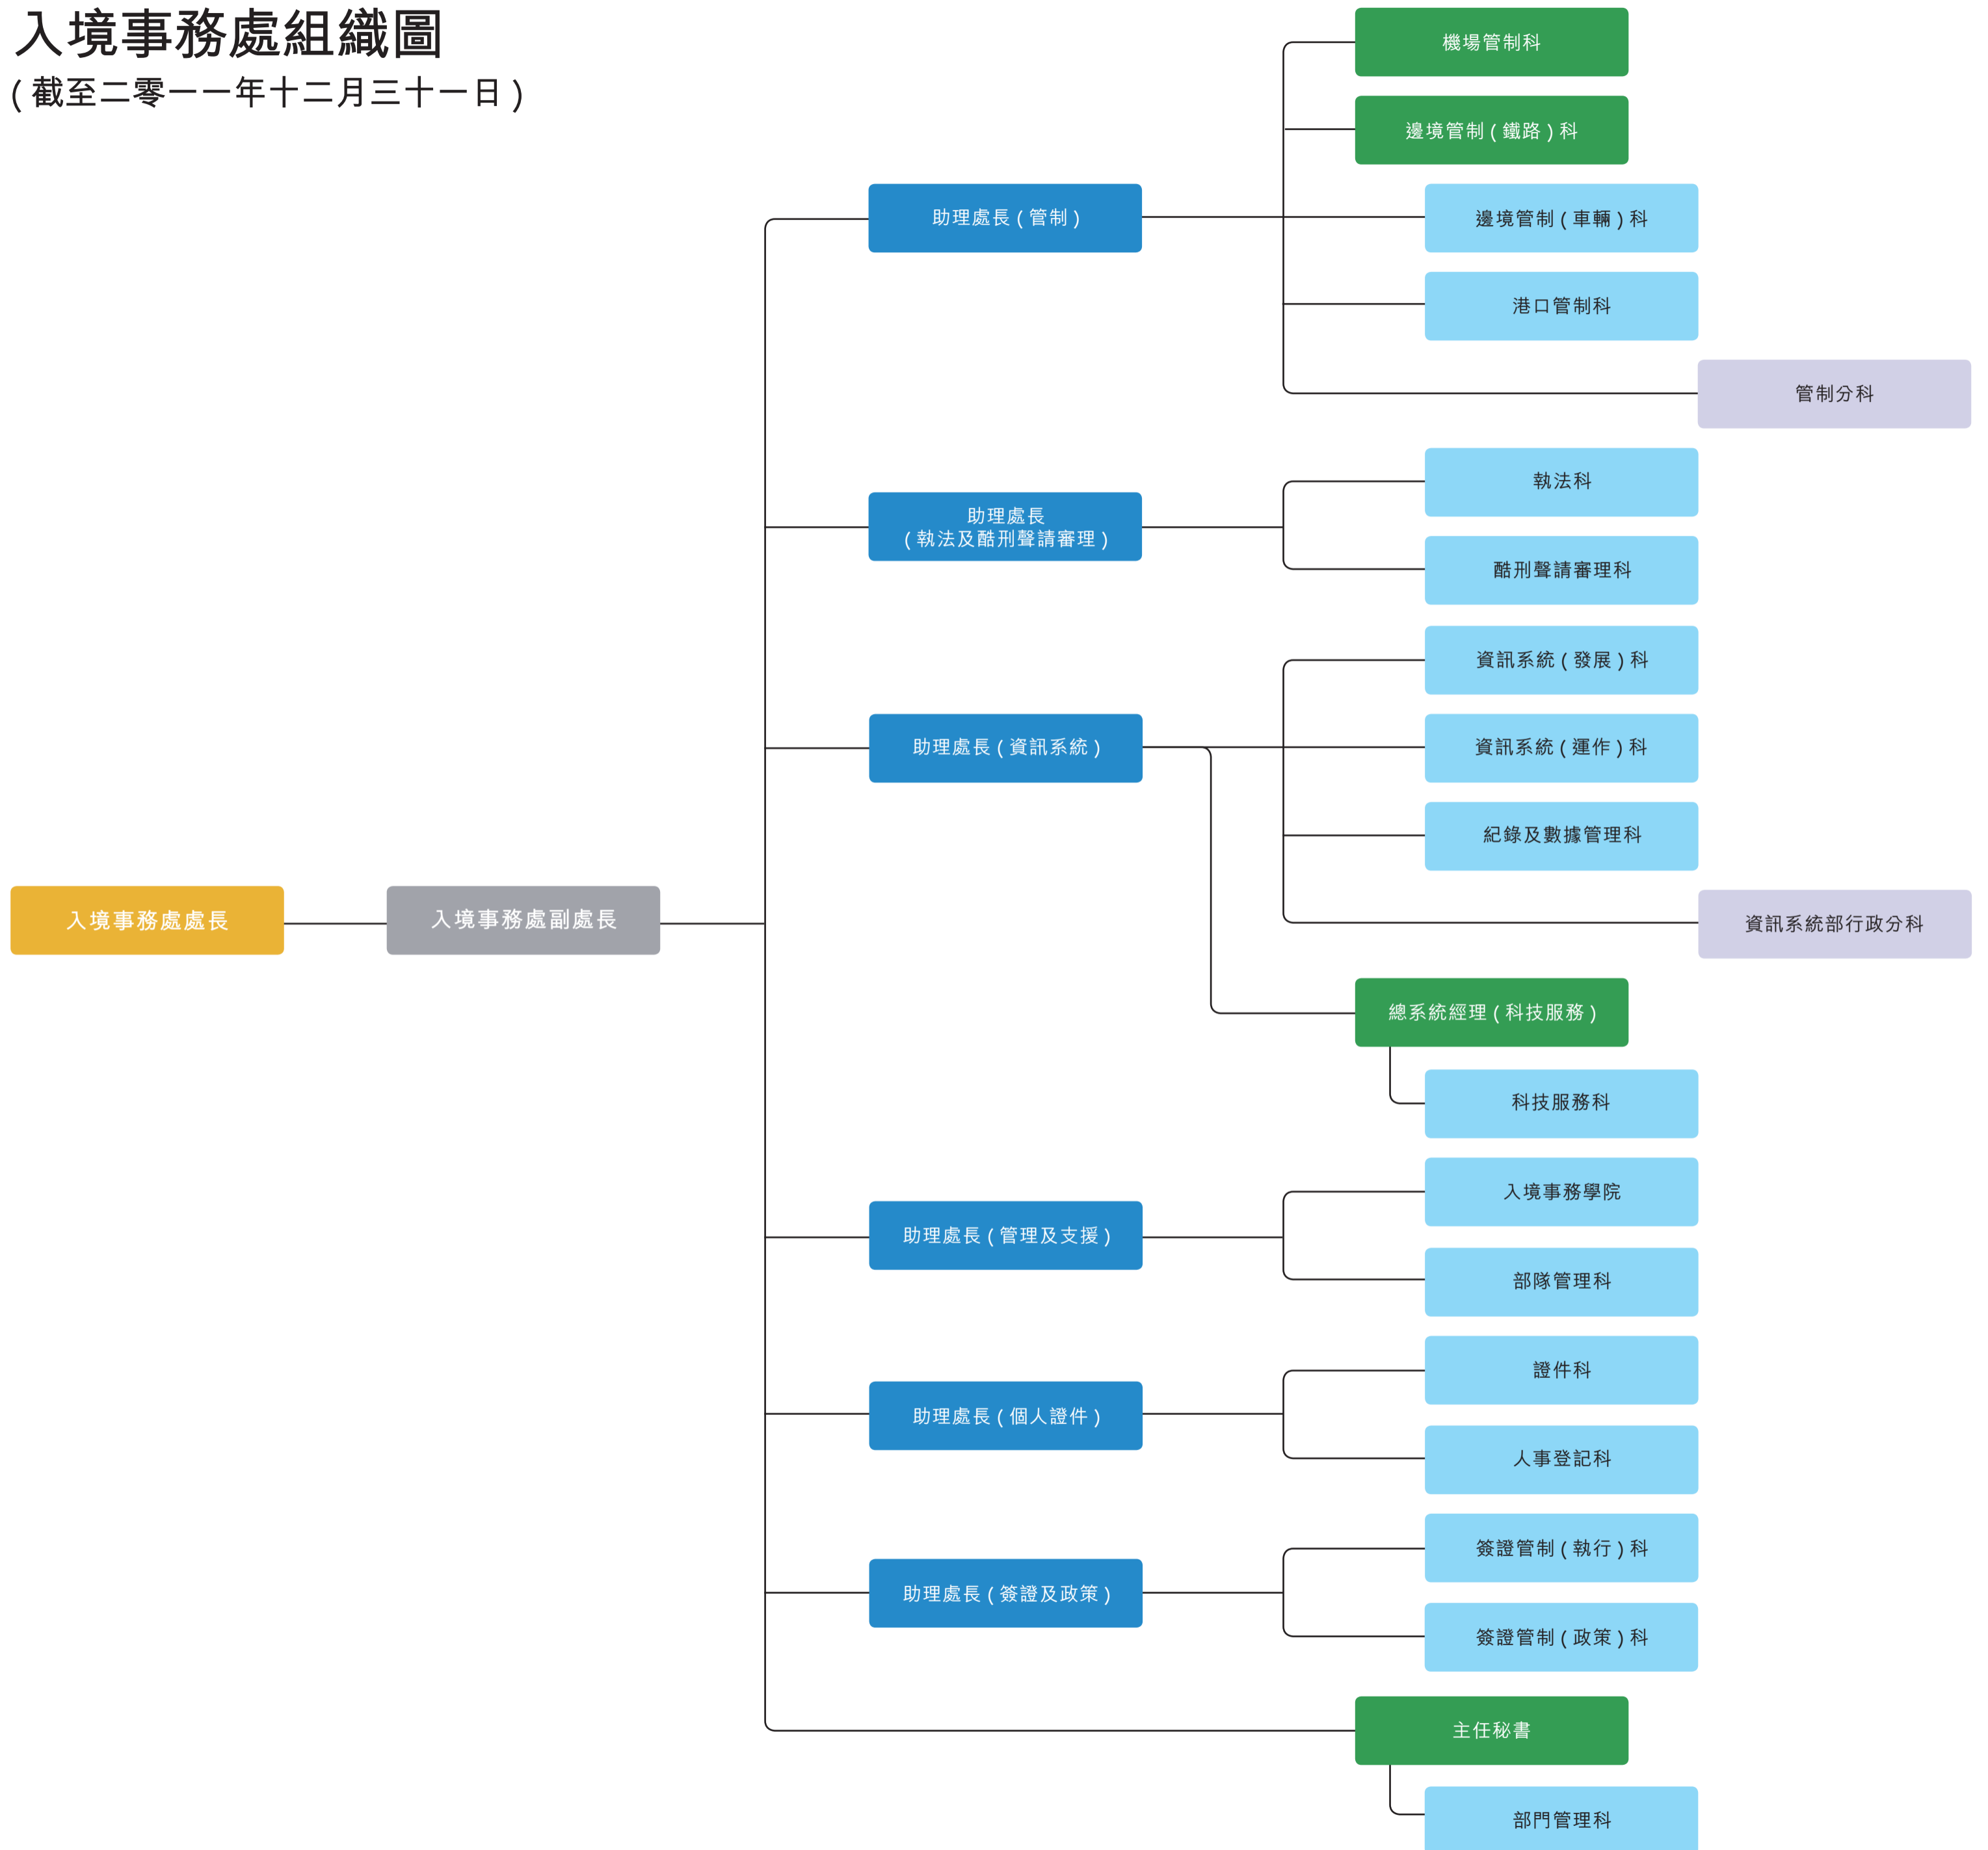 入境事務處組織圖
( 截至二零一一年十二月三十一日 )
機場管制科
邊境管制 ( 鐵路 ) 科
助理處長 ( 管制 )
邊境管制 ( 車輛 ) 科
港口管制科
管制分科
執法科
助理處長
( 執法及酷刑聲請審理 )
酷刑聲請審理科
資訊系統 ( 發展 ) 科
助理處長 ( 資訊系統 )
資訊系統 ( 運作 ) 科
紀錄及數據管理科
入境事務處處長
入境事務處副處長
資訊系統部行政分科
總系統經理 ( 科技服務 )
科技服務科
入境事務學院
助理處長 ( 管理及支援 )
部隊管理科
證件科
助理處長 ( 個人證件 )
人事登記科
簽證管制 ( 執行 ) 科
助理處長 ( 簽證及政策 )
簽證管制 ( 政策 ) 科
主任秘書
部門管理科